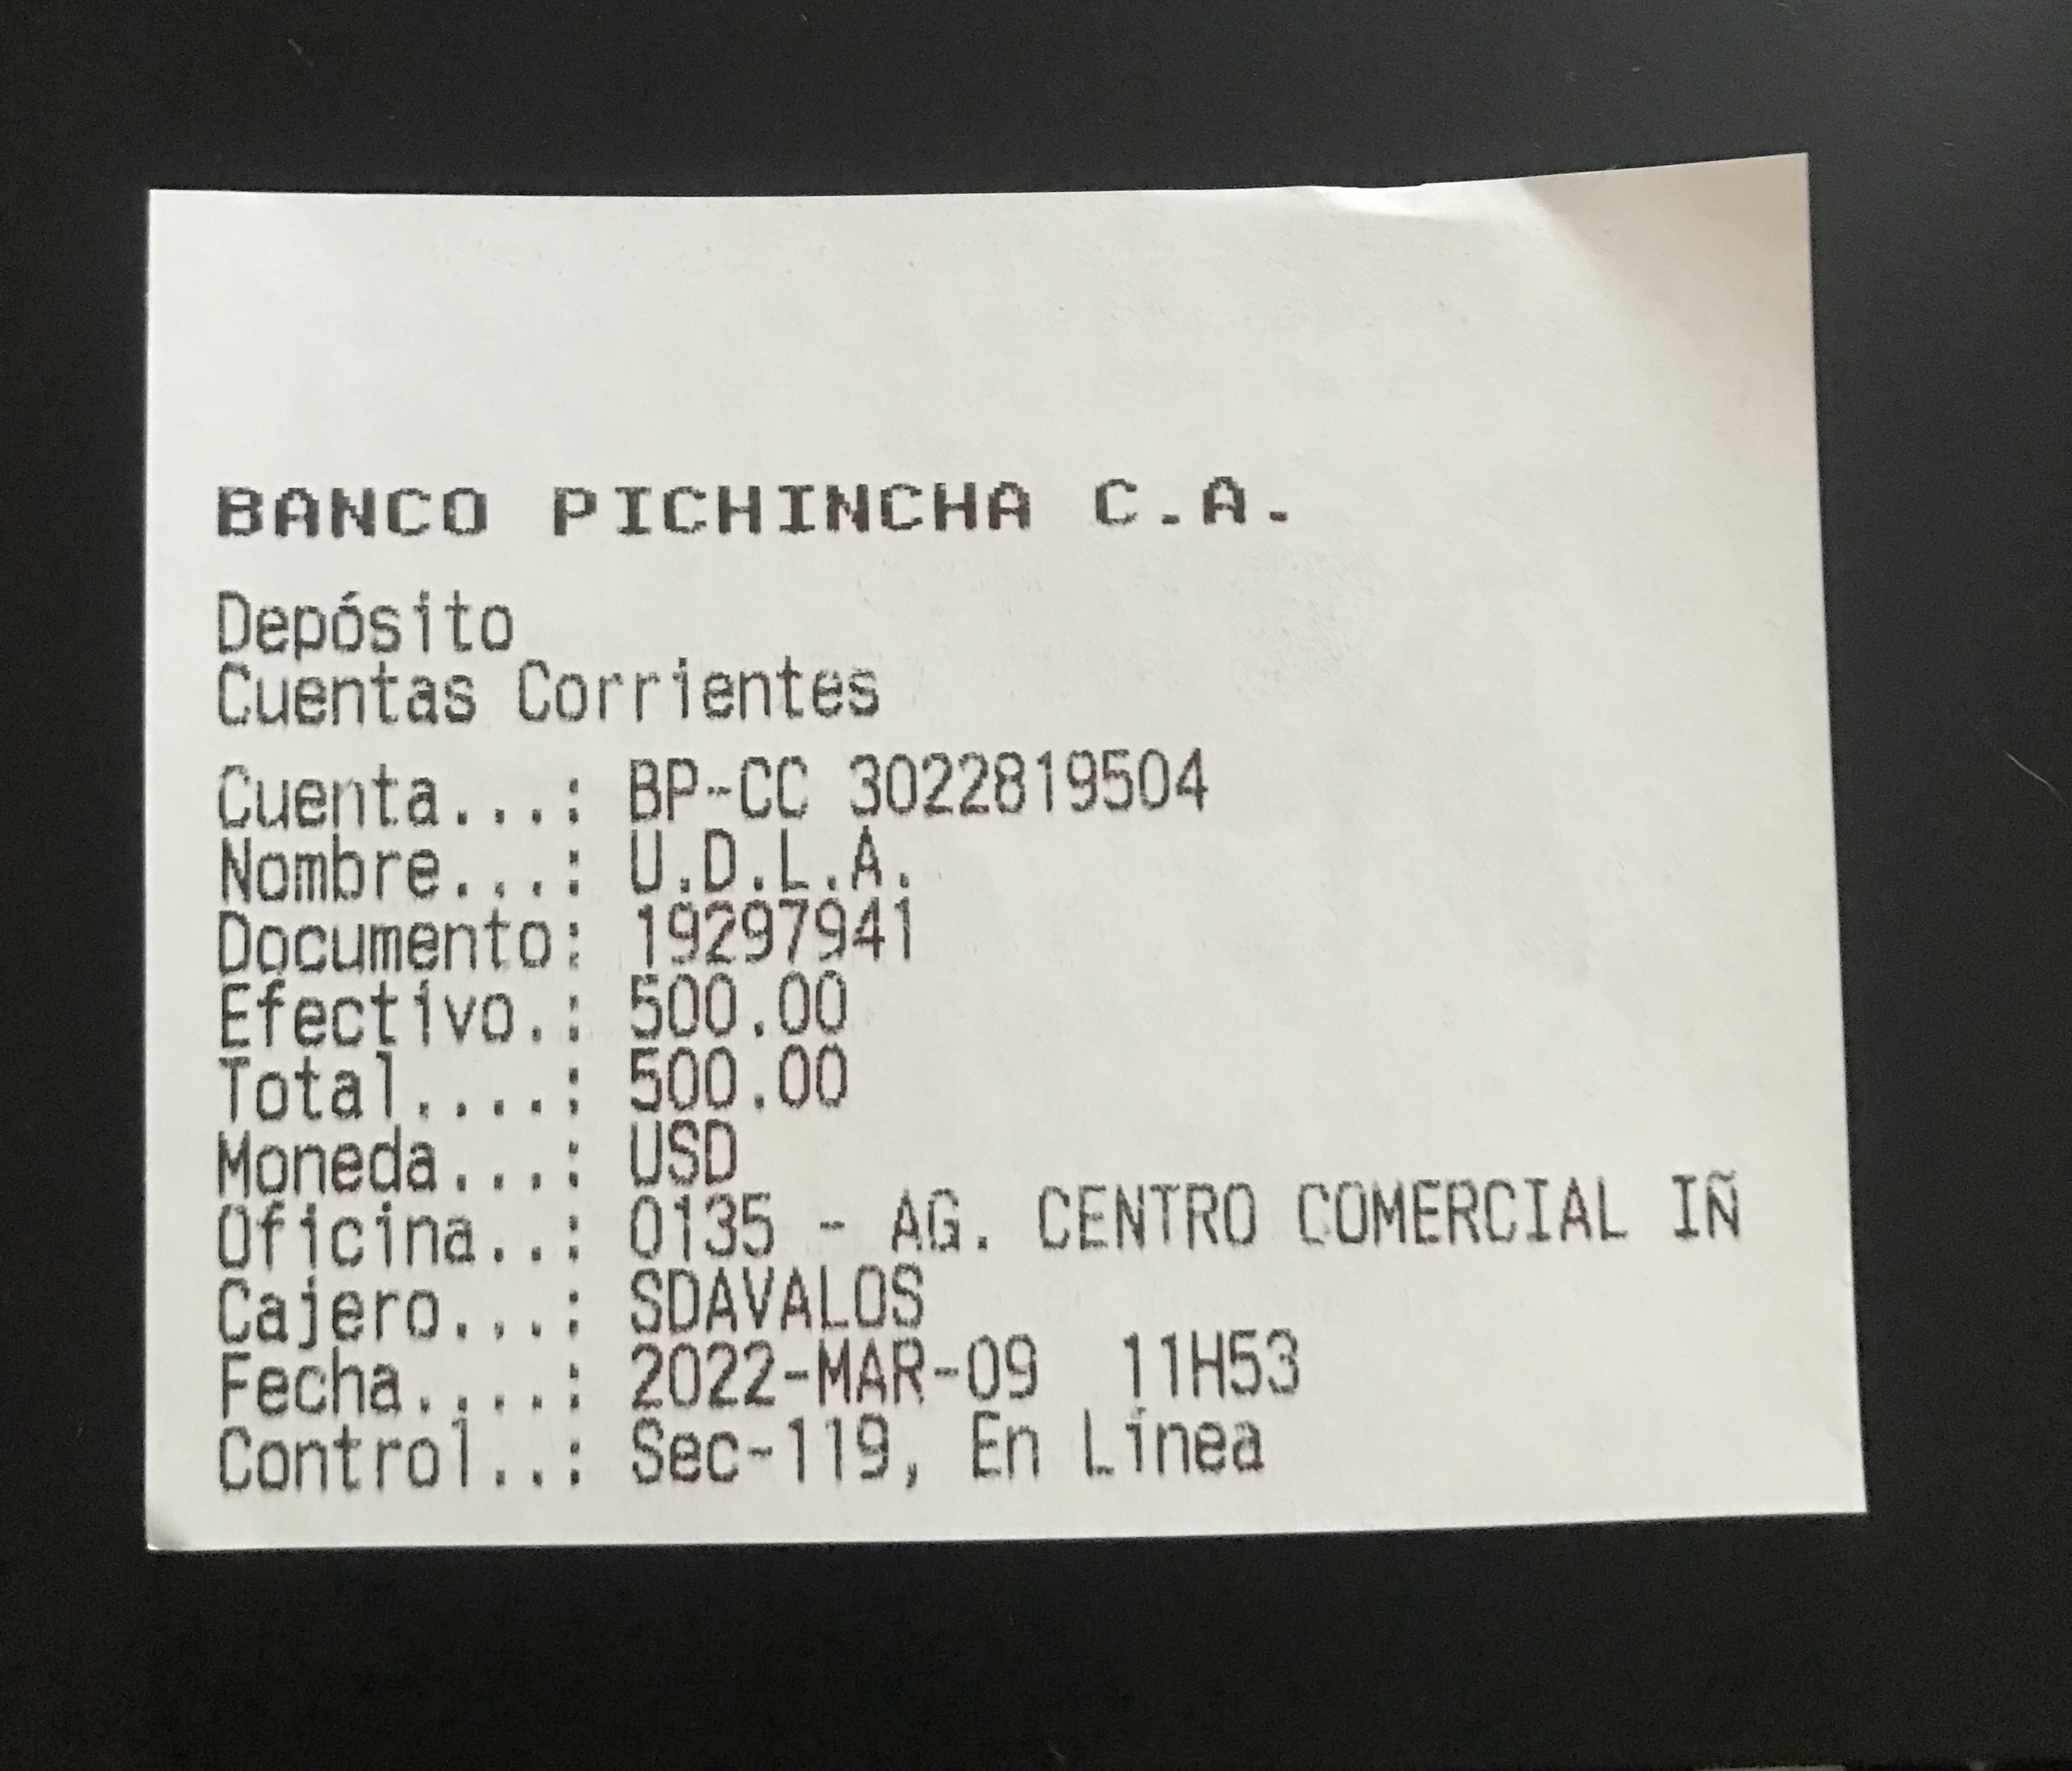 BANCO PICHINCHA C.A.
Depósito
Cuentas Corrientes
Cuenta...: BP-CC 3022819504
Nombre...: U.D.L.A.
Documento: 19297941
Efectivo.: 500.00
Total....: 500.00
Moneda...: USD
Oficina..: 0135 - AG. CENTRO COMERCIAL IÑ
Cajero...: SDAVALOS
Fecha....: 2022-MAR-09 11H53
Control..: Sec-119, En Línea